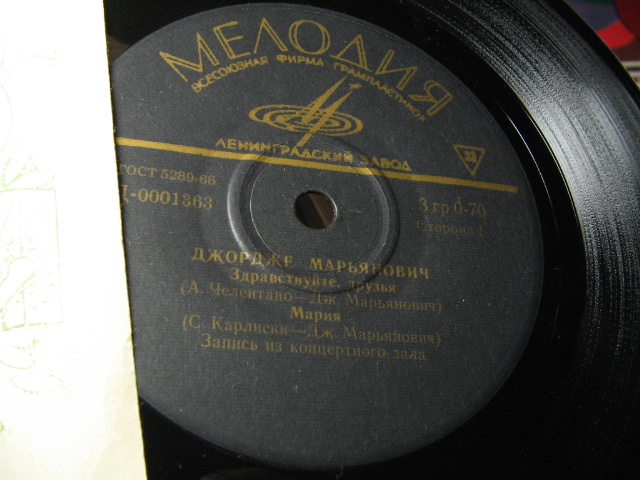 МЕЛОДИЯ
ВСЕСОЮЗНАЯ ФИРМА ГРАМПЛАСТИНОК
ЛЕНИНГРАДСКИЙ ЗАВОД
ГОСТ 5289-68
33
-0001363
3 гр 0-70
Сторона 1
ДЖОРДЖЕ МАРЬЯНОВИЧ
Здравствуйте, друзья
(А. Челентано—Дж. Марьянович)
Мария
(С. Карлиски—Дж. Марьянович)
Запись из концертного зала